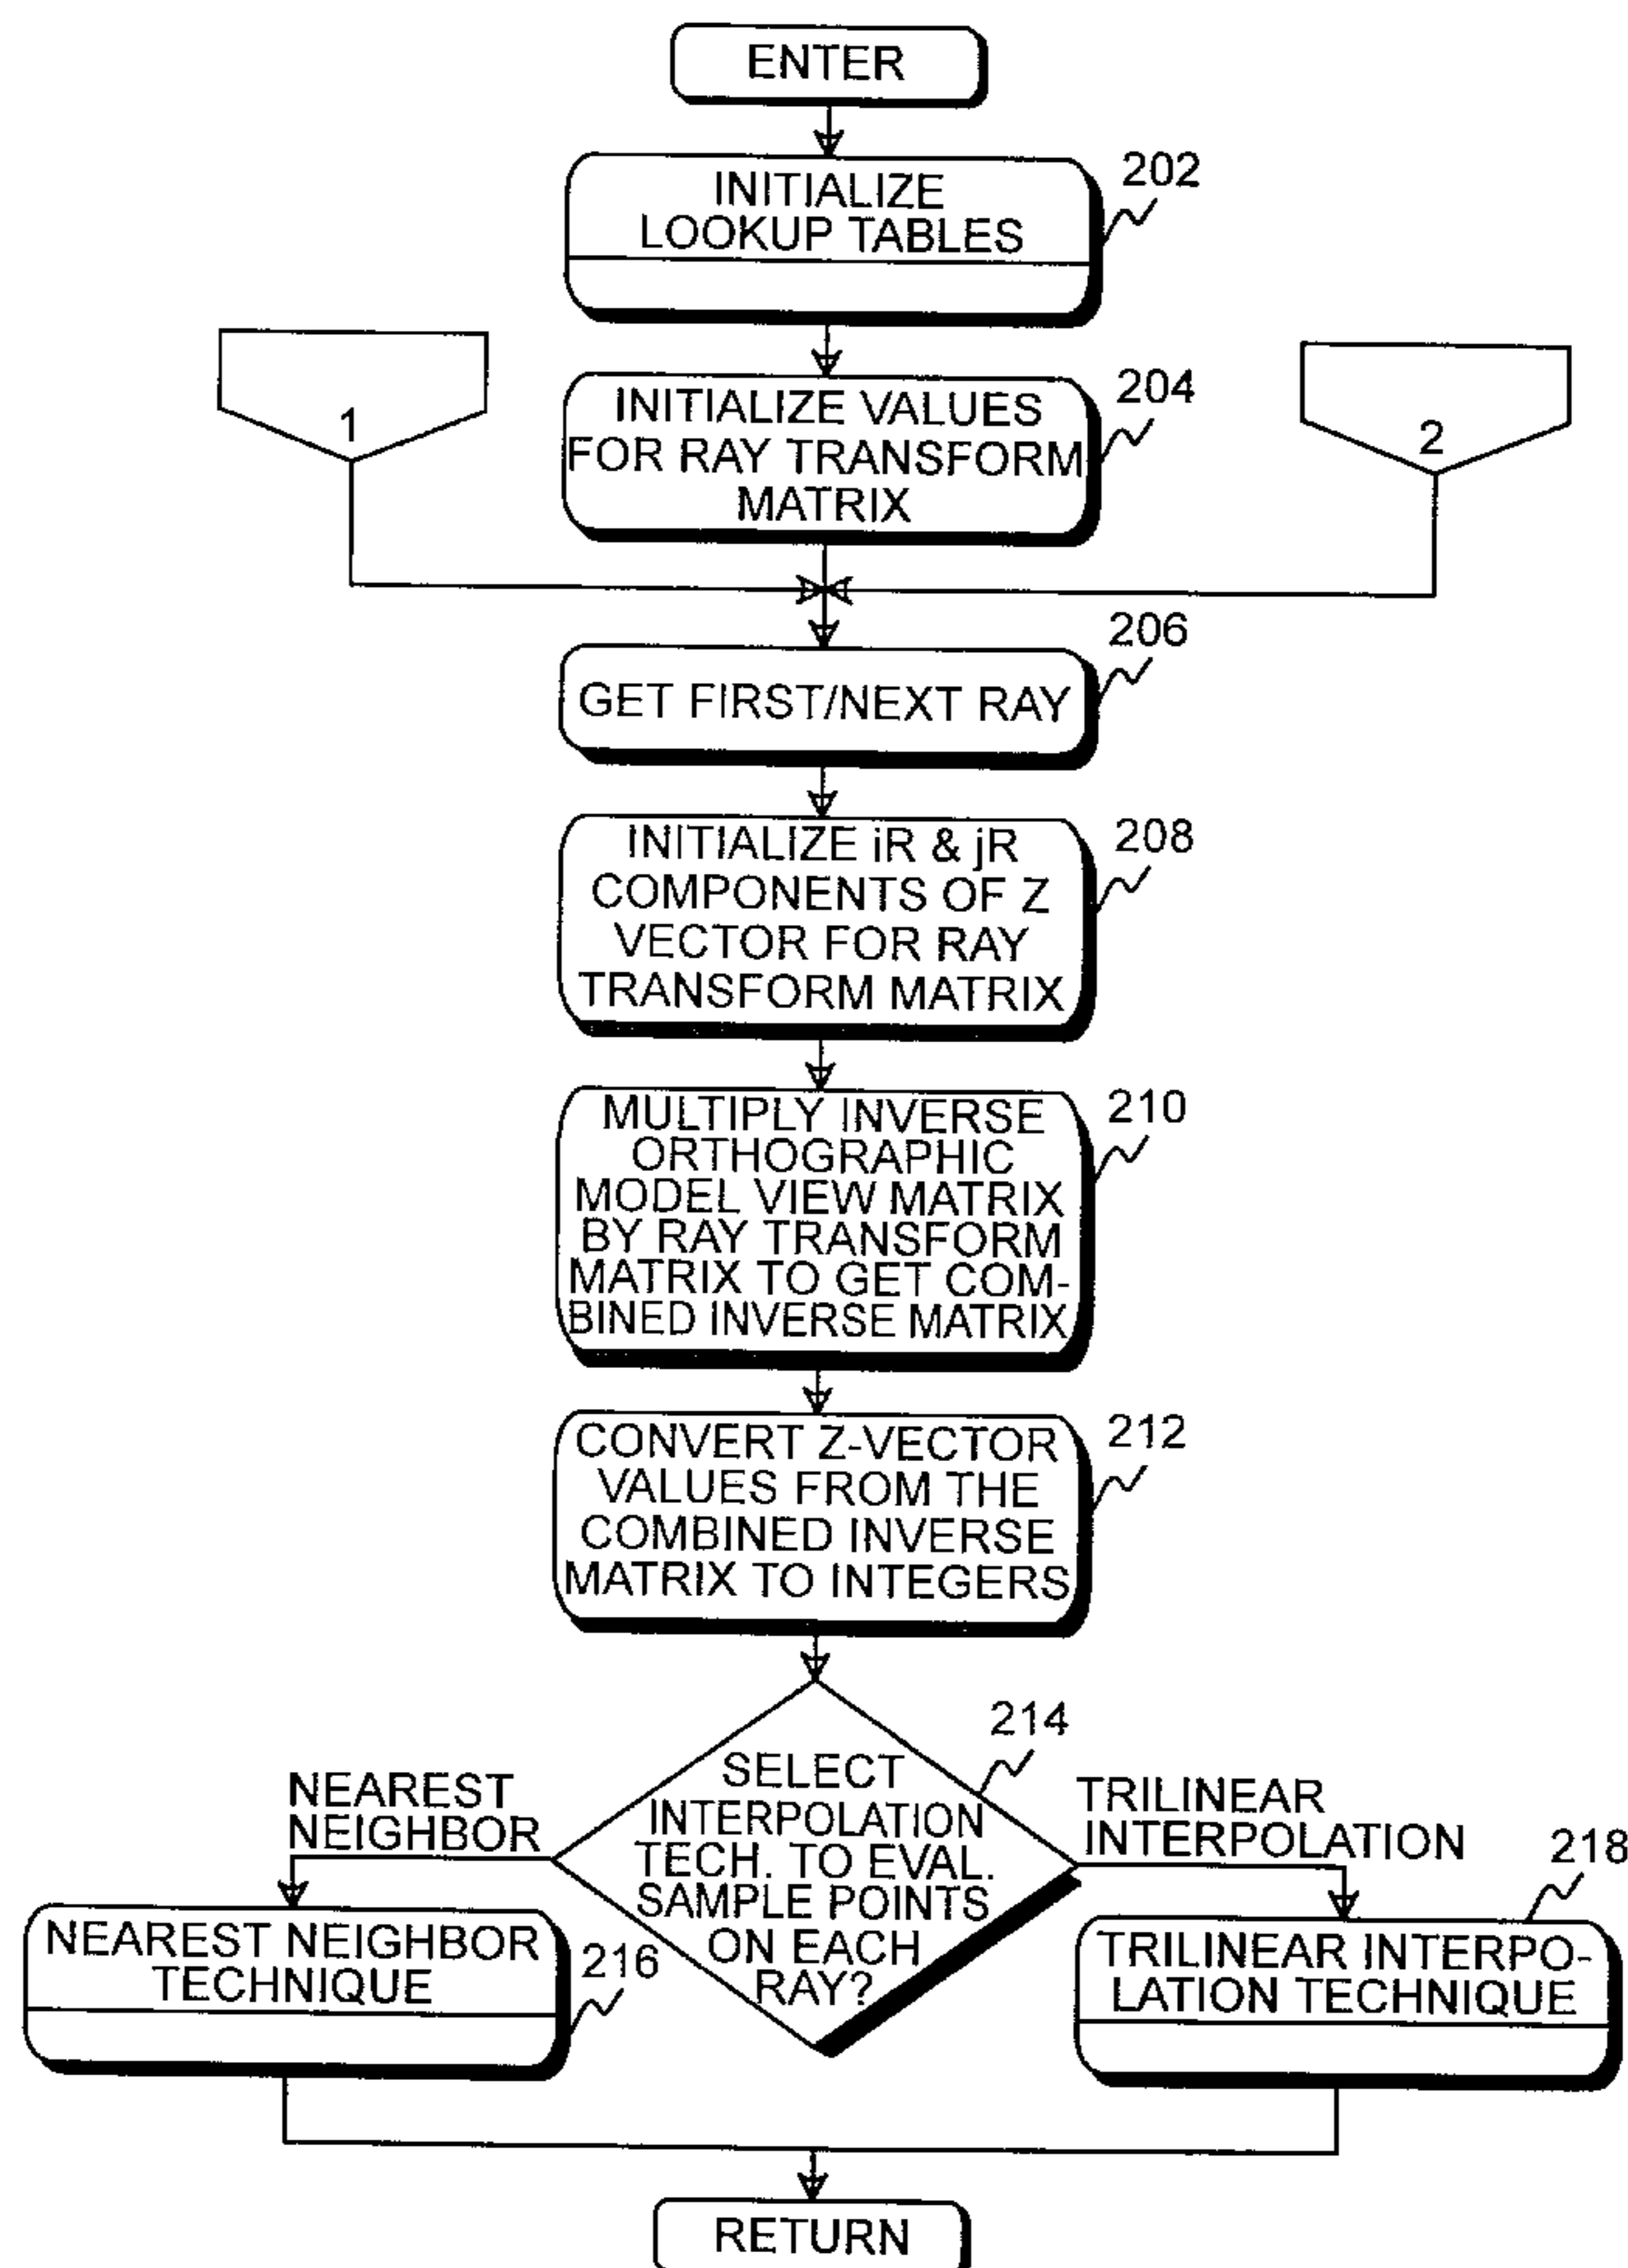 ENTER
INITIALIZE
LOOKUP TABLES
202
1
INITIALIZE VALUES
FOR RAY TRANSFORM
MATRIX
204
2
GET FIRST/NEXT RAY
206
INITIALIZE iR & jR
COMPONENTS OF Z
VECTOR FOR RAY
TRANSFORM MATRIX
208
MULTIPLY INVERSE
ORTHOGRAPHIC
MODEL VIEW MATRIX
BY RAY TRANSFORM
MATRIX TO GET COM-
BINED INVERSE MATRIX
210
CONVERT Z-VECTOR
VALUES FROM THE
COMBINED INVERSE
MATRIX TO INTEGERS
212
SELECT
INTERPOLATION
TECH. TO EVAL.
SAMPLE POINTS
ON EACH
RAY?
214
NEAREST
NEIGHBOR
TRILINEAR
INTERPOLATION
NEAREST NEIGHBOR
TECHNIQUE
216
TRILINEAR INTERPO-
LATION TECHNIQUE
218
RETURN